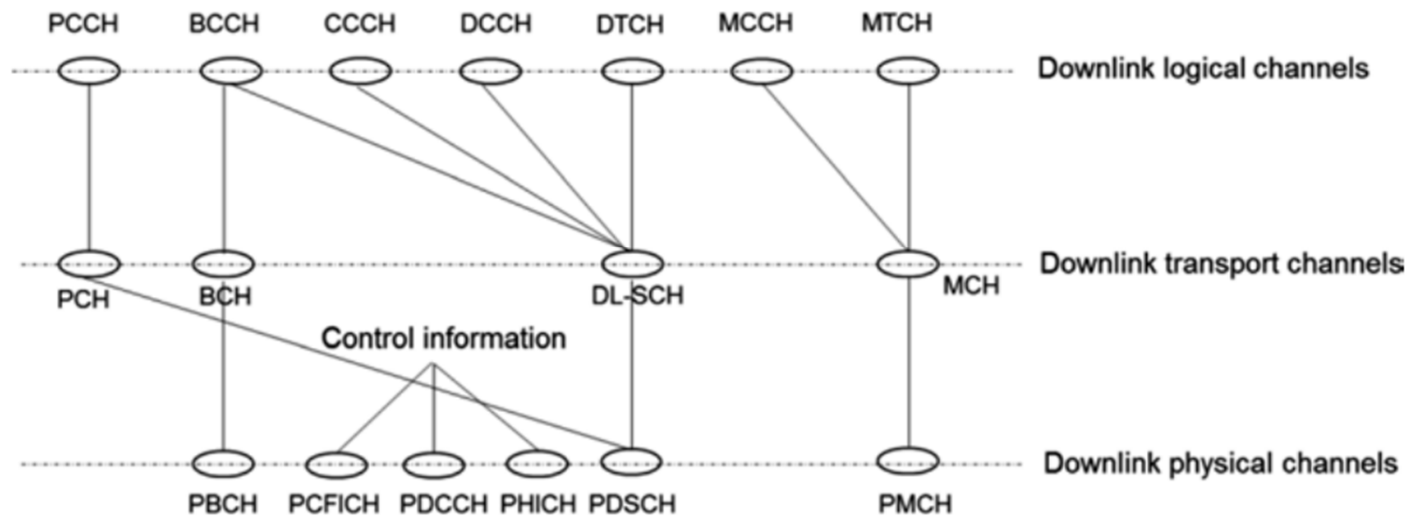 PCCH BCCH CCCH DCCH DTCH MCCH MTCH
Downlink logical channels
Downlink transport channels
PCH BCH DL-SCH MCH
Control information
Downlink physical channels
PBCH PCFICH PDCCH PHICH PDSCH PMCH